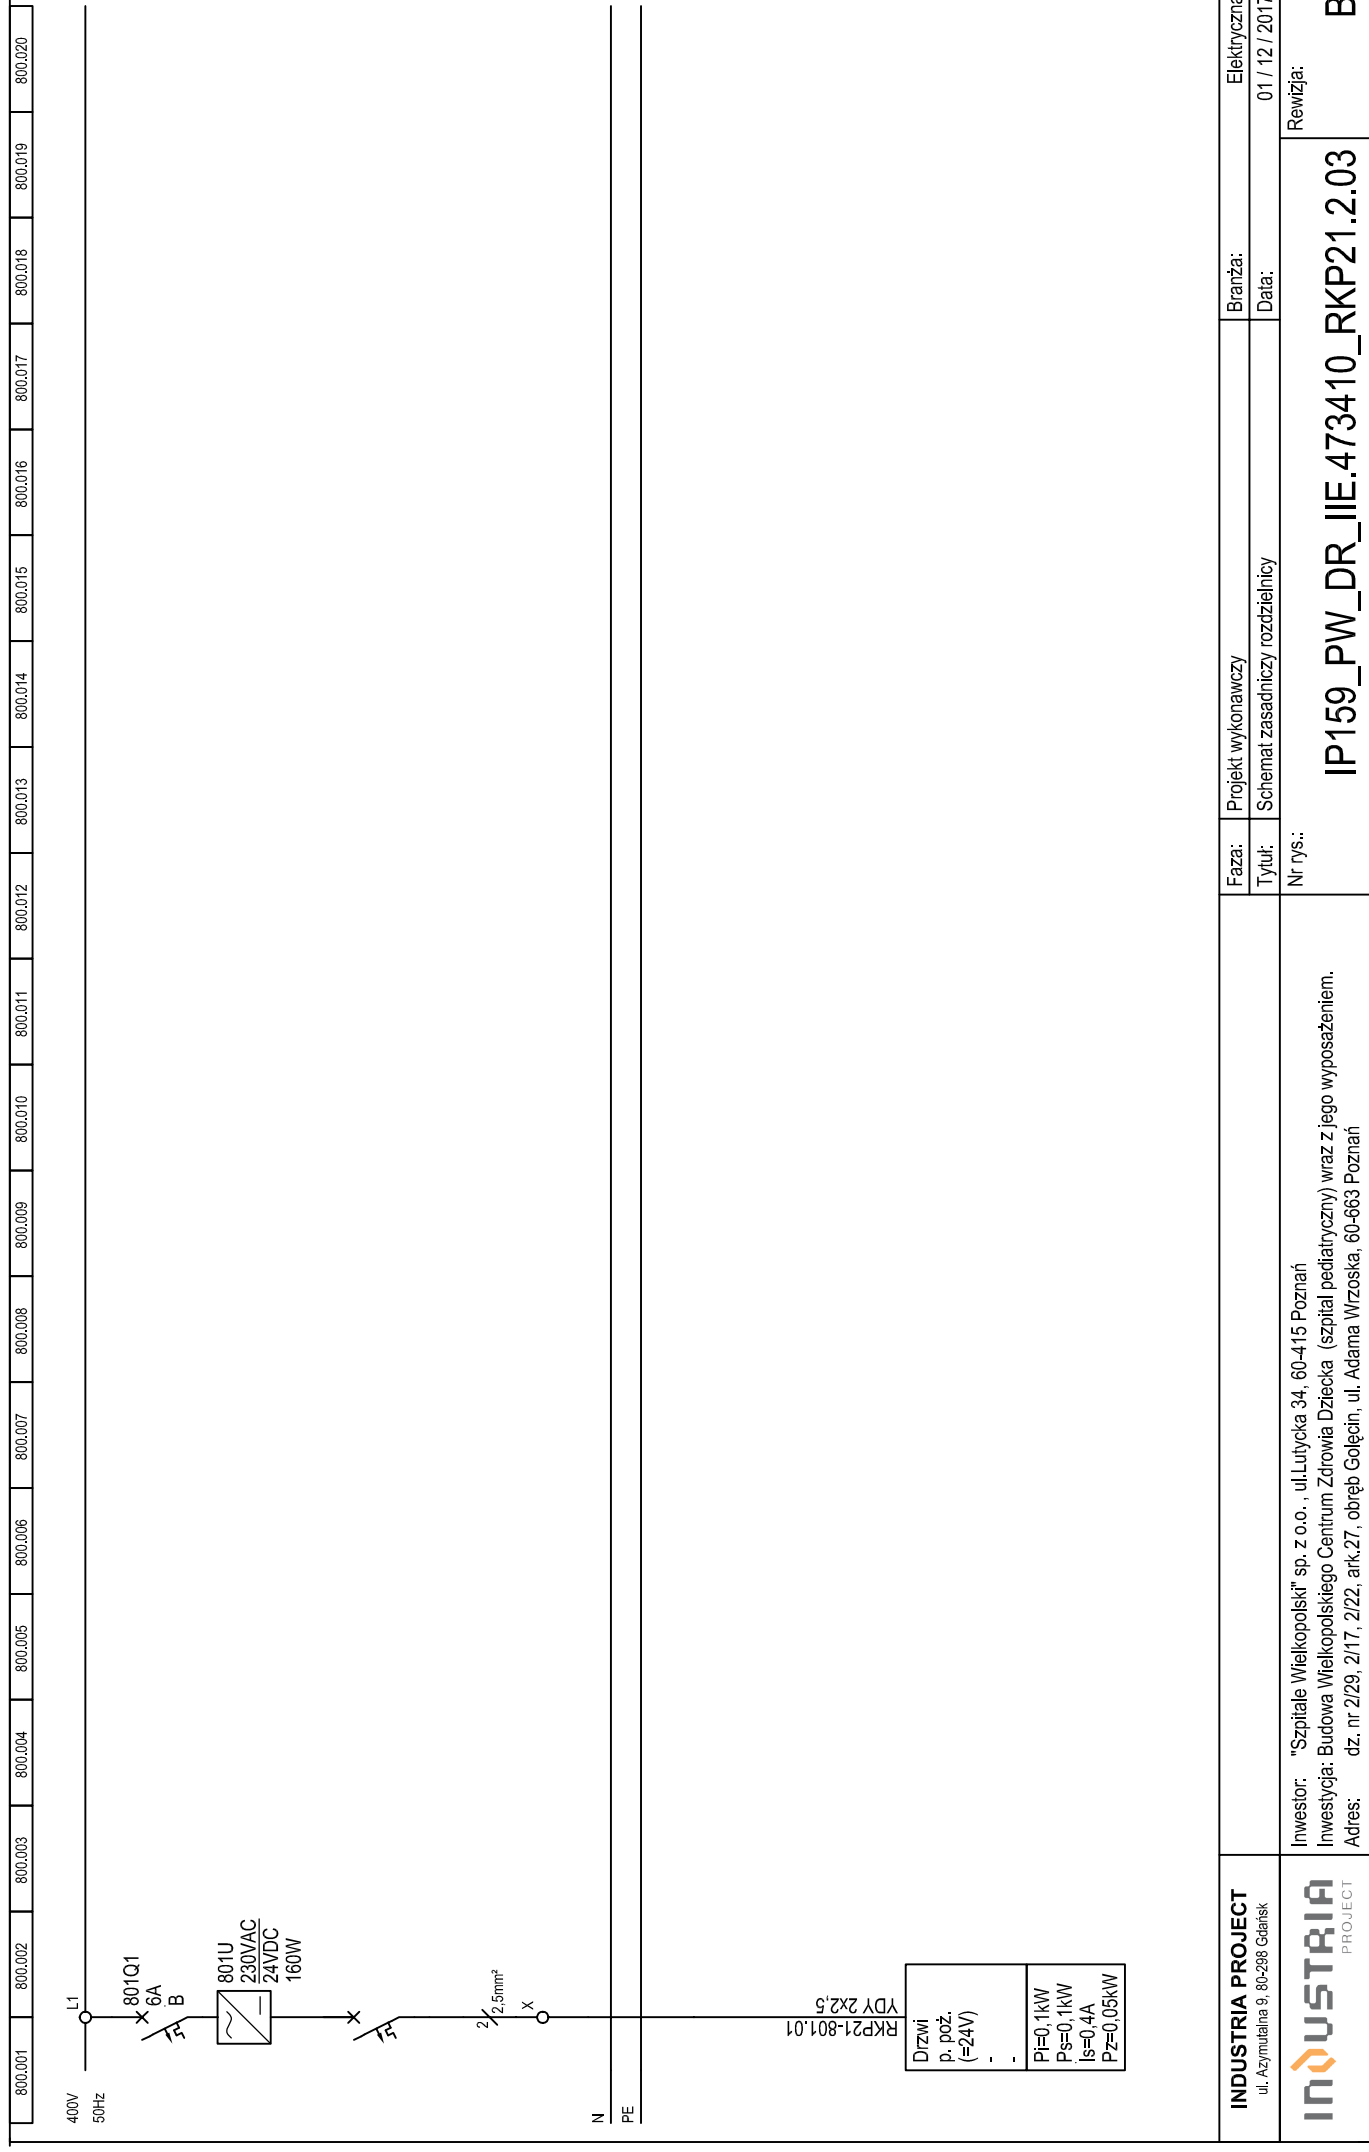 800.001 800.002 800.003 800.004 800.005 800.006 800.007 800.008 800.009 800.010 800.011 800.012 800.013 800.014 800.015 800.016 800.017 800.018 800.019 800.020
400V
50Hz
L1
801Q1
6A
B
801U
230VAC
24VDC
160W
2
2,5mm²
X
N
PE
RKP21-801.01
YDY 2x2,5
Drzwi
p. poż.
(=24V)
-
-
Pi=0,1kW
Ps=0,1kW
Is=0,4A
Pz=0,05kW
INDUSTRIA PROJECT
ul. Azymutalna 9, 80-298 Gdańsk
INDUSTRIA
PROJECT
Inwestor: "Szpitale Wielkopolski" sp. z o.o. , ul.Lutycka 34, 60-415 Poznań
Inwestycja: Budowa Wielkopolskiego Centrum Zdrowia Dziecka (szpital pediatryczny) wraz z jego wyposażeniem.
Adres: dz. nr 2/29, 2/17, 2/22, ark.27, obręb Golęcin, ul. Adama Wrzoska, 60-663 Poznań
Faza: Projekt wykonawczy
Branża: Elektryczna
Tytuł: Schemat zasadniczy rozdzielnicy
Data: 01 / 12 / 2017
Nr rys.:
IP159_PW_DR_IIE.473410_RKP21.2.03
Rewizja:
B